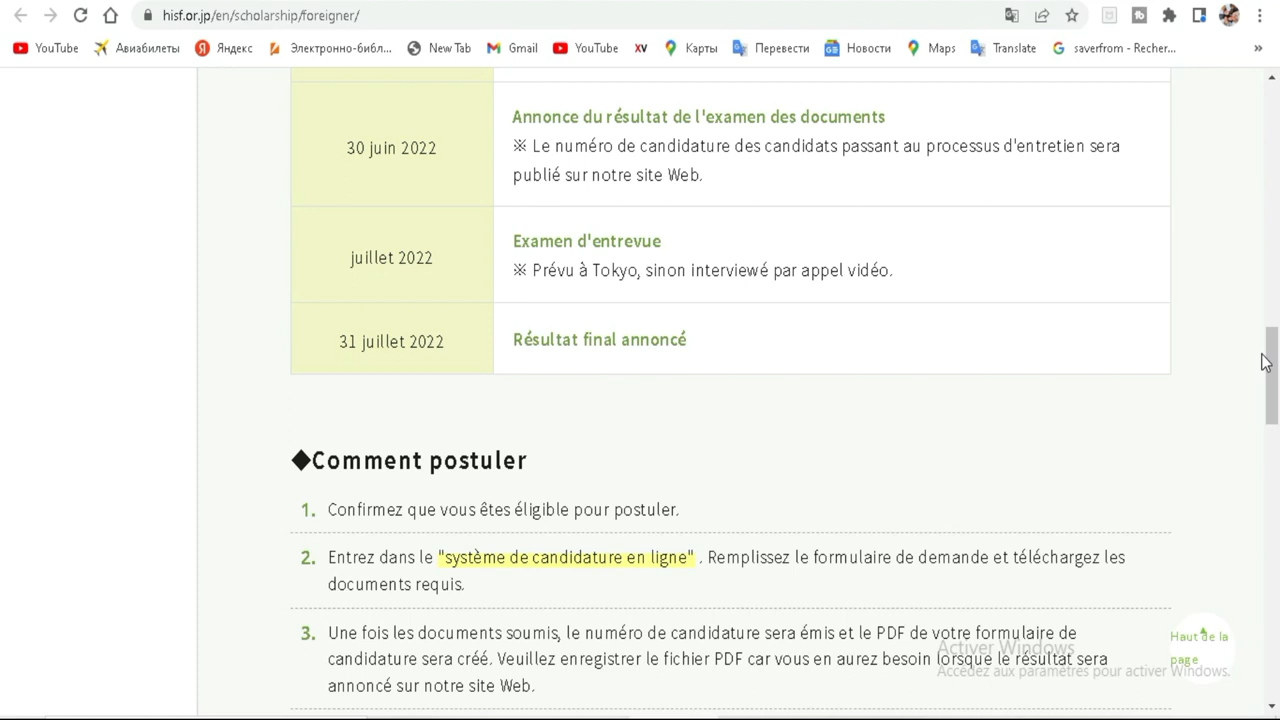 hisf.or.jp/en/scholarship/foreigner/
YouTube Авиабилеты Яндекс Электронно-библ... New Tab Gmail YouTube XV Карты Перевести Новости Maps Translate saverfrom - Recher... »
30 juin 2022
Annonce du résultat de l'examen des documents
※ Le numéro de candidature des candidats passant au processus d'entretien sera
publié sur notre site Web.
juillet 2022
Examen d'entrevue
※ Prévu à Tokyo, sinon interviewé par appel vidéo.
31 juillet 2022
Résultat final annoncé
◆Comment postuler
1. Confirmez que vous êtes éligible pour postuler.
2. Entrez dans le "système de candidature en ligne" . Remplissez le formulaire de demande et téléchargez les
documents requis.
3. Une fois les documents soumis, le numéro de candidature sera émis et le PDF de votre formulaire de
candidature sera créé. Veuillez enregistrer le fichier PDF car vous en aurez besoin lorsque le résultat sera
annoncé sur notre site Web.
Haut de la
page
Activer Windows
Accédez aux paramètres pour activer Windows.